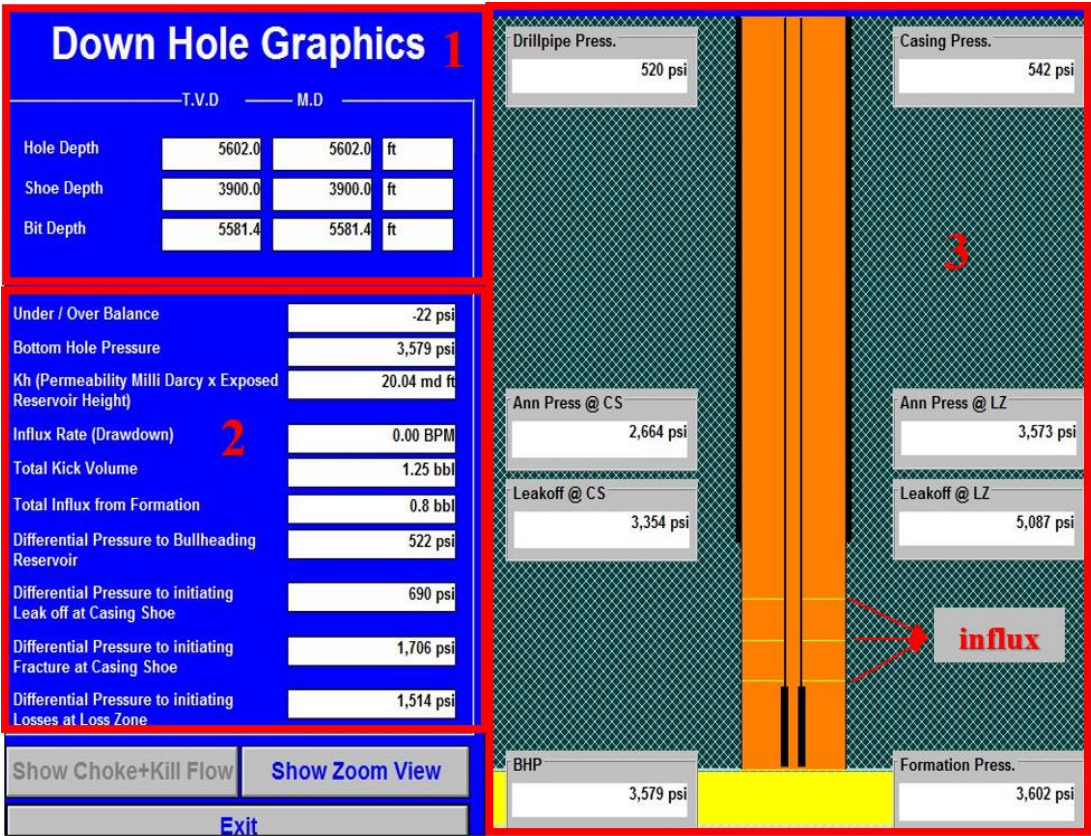 Down Hole Graphics
1
T.V.D M.D
Hole Depth 5602.0 5602.0 ft
Shoe Depth 3900.0 3900.0 ft
Bit Depth 5581.4 5581.4 ft
Under / Over Balance -22 psi
Bottom Hole Pressure 3,579 psi
Kh (Permeability Milli Darcy x Exposed
Reservoir Height) 20.04 md ft
Influx Rate (Drawdown) 0.00 BPM
2
Total Kick Volume 1.25 bbl
Total Influx from Formation 0.8 bbl
Differential Pressure to Bullheading
Reservoir 522 psi
Differential Pressure to initiating
Leak off at Casing Shoe 690 psi
Differential Pressure to initiating
Fracture at Casing Shoe 1,706 psi
Differential Pressure to initiating
Losses at Loss Zone 1,514 psi
Show Choke+Kill Flow
Show Zoom View
Exit
Drillpipe Press.
520 psi
Casing Press.
542 psi
3
Ann Press @ CS
2,664 psi
Ann Press @ LZ
3,573 psi
Leakoff @ CS
3,354 psi
Leakoff @ LZ
5,087 psi
influx
BHP
3,579 psi
Formation Press.
3,602 psi